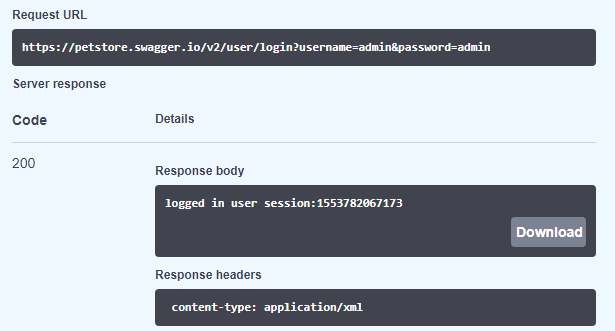 Request URL
https://petstore.swagger.io/v2/user/login?username=admin&password=admin
Server response
Code Details
200
Response body
logged in user session:1553782067173
Download
Response headers
content-type: application/xml